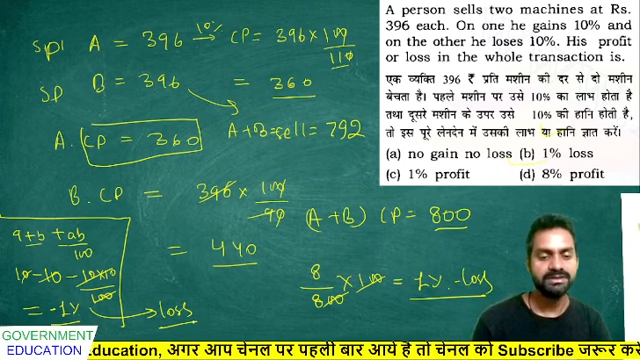 A person sells two machines at Rs.
396 each. On one he gains 10% and
on the other he loses 10%. His profit
or loss in the whole transaction is.
एक व्यक्ति 396 ₹ प्रति मशीन की दर से दो मशीन
बेचता है। पहले मशीन पर उसे 10% का लाभ होता है
तथा दूसरे मशीन के उपर उसे 10% की हानि होती है,
तो इस पूरे लेनदेन में उसकी लाभ या हानि ज्ञात करें।
(a) no gain no loss (b) 1% loss
(c) 1% profit (d) 8% profit
SP A = 396 10% → CP = 396 × 100/110
SP B = 396 = 360
A. CP = 360 A+B = sell = 792
B. CP = 396 × 100/90 (A+B) CP = 800
= 440
8/800 × 100 = 1% loss
a+b + ab/100
10-10 - 10×10/100
= -1% → loss
GOVERNMENT
EDUCATION
Education, अगर आप चेनल पर पहली बार आये है तो चेनल को Subscribe जरूर करे